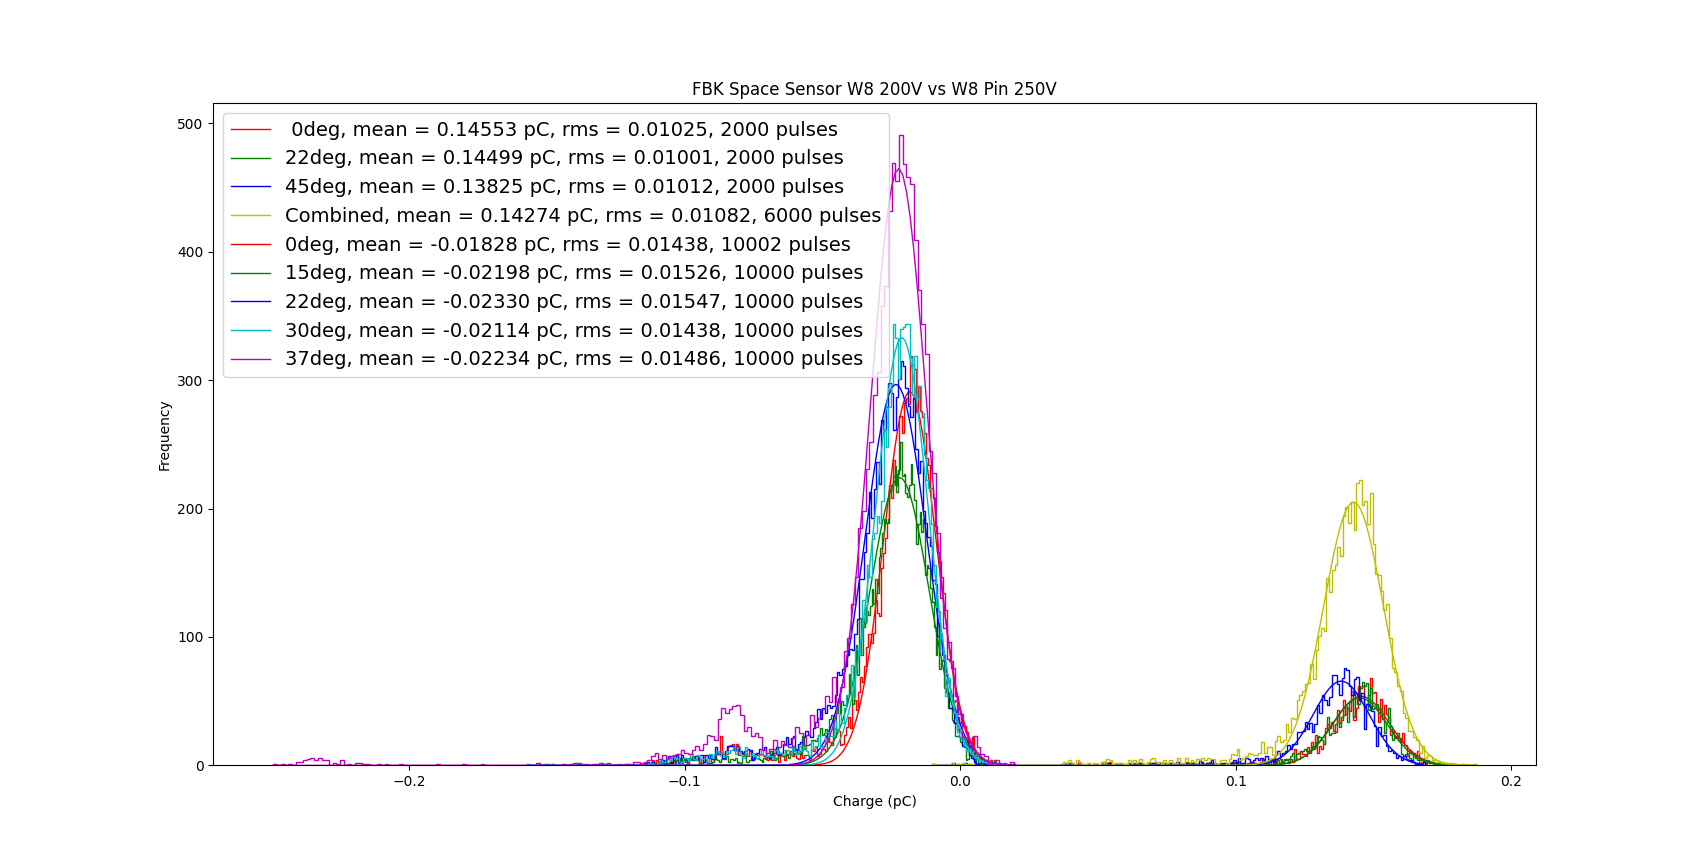 FBK Space Sensor W8 200V vs W8 Pin 250V
0deg, mean = 0.14553 pC, rms = 0.01025, 2000 pulses
22deg, mean = 0.14499 pC, rms = 0.01001, 2000 pulses
45deg, mean = 0.13825 pC, rms = 0.01012, 2000 pulses
Combined, mean = 0.14274 pC, rms = 0.01082, 6000 pulses
0deg, mean = -0.01828 pC, rms = 0.01438, 10002 pulses
15deg, mean = -0.02198 pC, rms = 0.01526, 10000 pulses
22deg, mean = -0.02330 pC, rms = 0.01547, 10000 pulses
30deg, mean = -0.02114 pC, rms = 0.01438, 10000 pulses
37deg, mean = -0.02234 pC, rms = 0.01486, 10000 pulses
500
400
300
200
100
0
Frequency
−0.2 −0.1 0.0 0.1 0.2
Charge (pC)